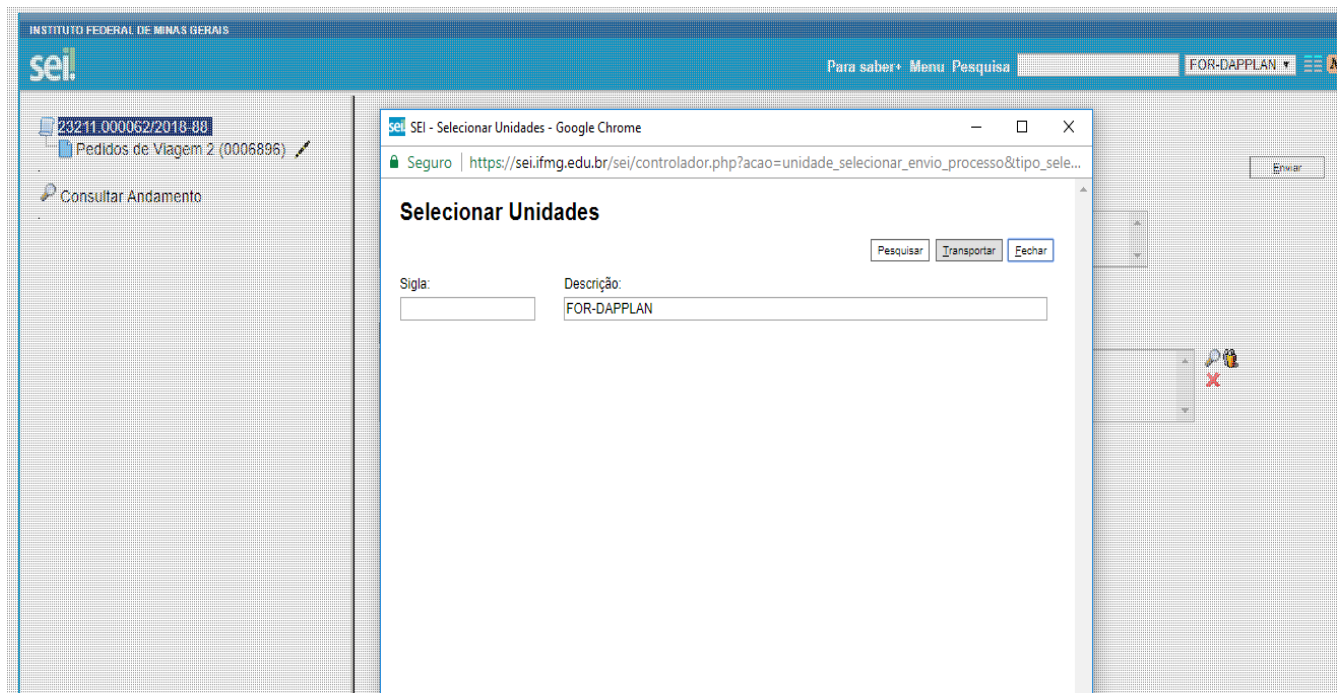 INSTITUTO FEDERAL DE MINAS GERAIS
sei!
Para saber+ Menu Pesquisa
FOR-DAPPLAN
23211.000062/2018-88
Pedidos de Viagem 2 (0006896)
Consultar Andamento
sei! SEI - Selecionar Unidades - Google Chrome
Seguro | https://sei.ifmg.edu.br/sei/controlador.php?acao=unidade_selecionar_envio_processo&tipo_sele...
Enviar
Selecionar Unidades
Pesquisar Transportar Fechar
Sigla: Descrição:
FOR-DAPPLAN